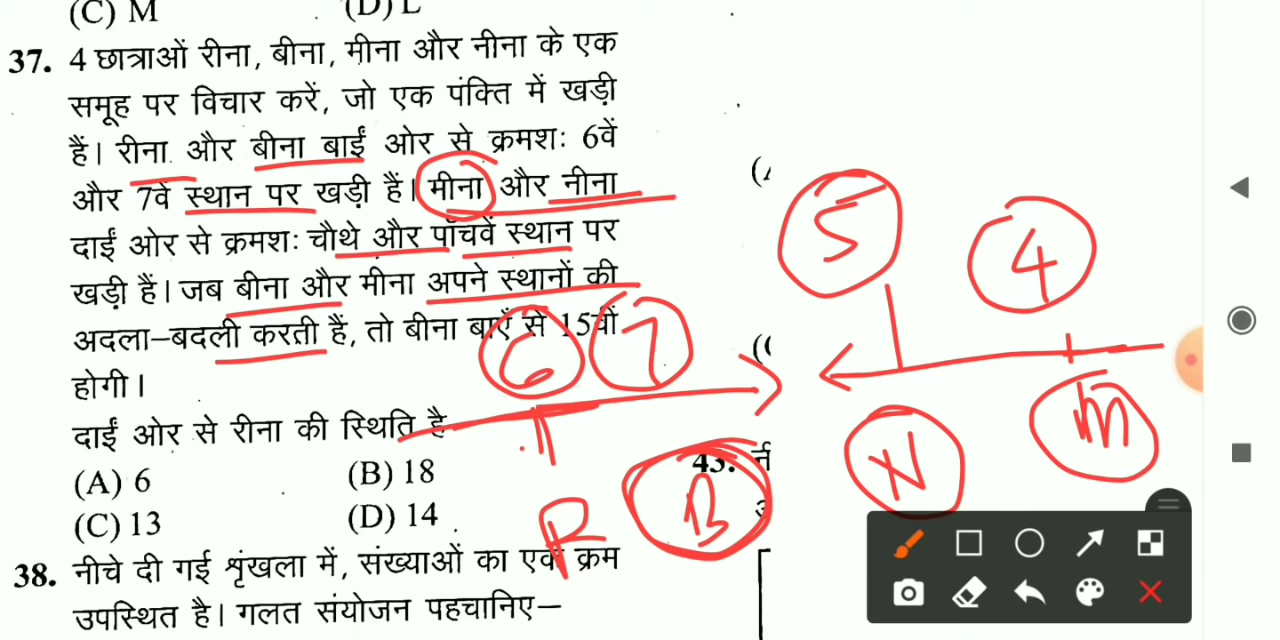 (C) M (D) L
37. 4 छात्राओं रीना, बीना, मीना और नीना के एक
समूह पर विचार करें, जो एक पंक्ति में खड़ी
हैं। रीना और बीना बाईं ओर से क्रमशः 6वें
और 7वे स्थान पर खड़ी हैं। मीना और नीना
दाईं ओर से क्रमशः चौथे और पाँचवें स्थान पर
खड़ी हैं। जब बीना और मीना अपने स्थानों की
अदला–बदली करती हैं, तो बीना बाएँ से 15वीं
होगी।
दाईं ओर से रीना की स्थिति है
(A) 6 (B) 18
(C) 13 (D) 14
38. नीचे दी गई शृंखला में, संख्याओं का एक क्रम
उपस्थित है। गलत संयोजन पहचानिए–
6 7
R B
5 4
N m
43.